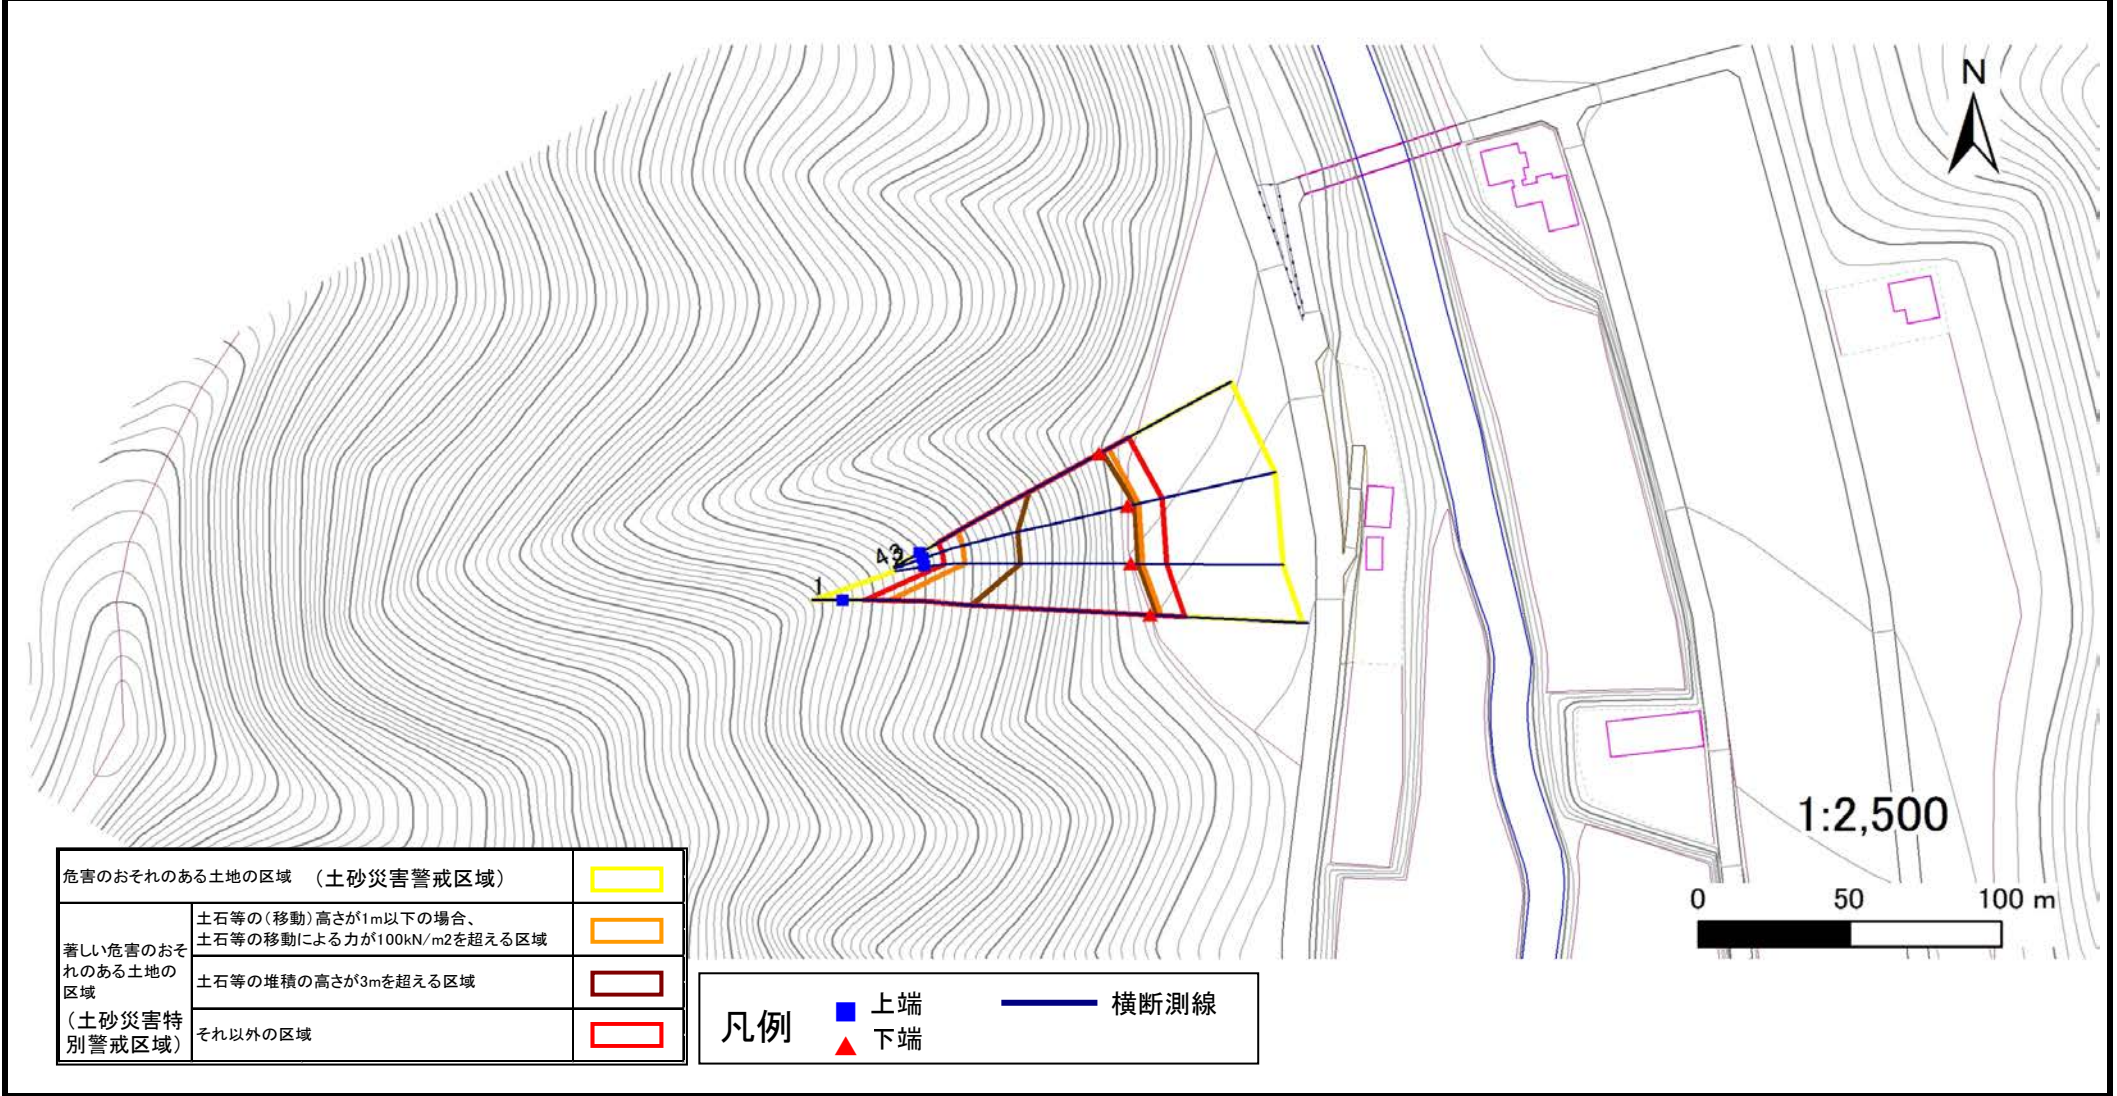 N
43
1
1:2,500
0 50 100 m
危害のおそれのある土地の区域 (土砂災害警戒区域)
著しい危害のおそ
れのある土地の
区域
(土砂災害特
別警戒区域)
土石等の(移動)高さが1m以下の場合、
土石等の移動による力が100kN/m2を超える区域
土石等の堆積の高さが3mを超える区域
それ以外の区域
凡例
上端
下端
横断測線